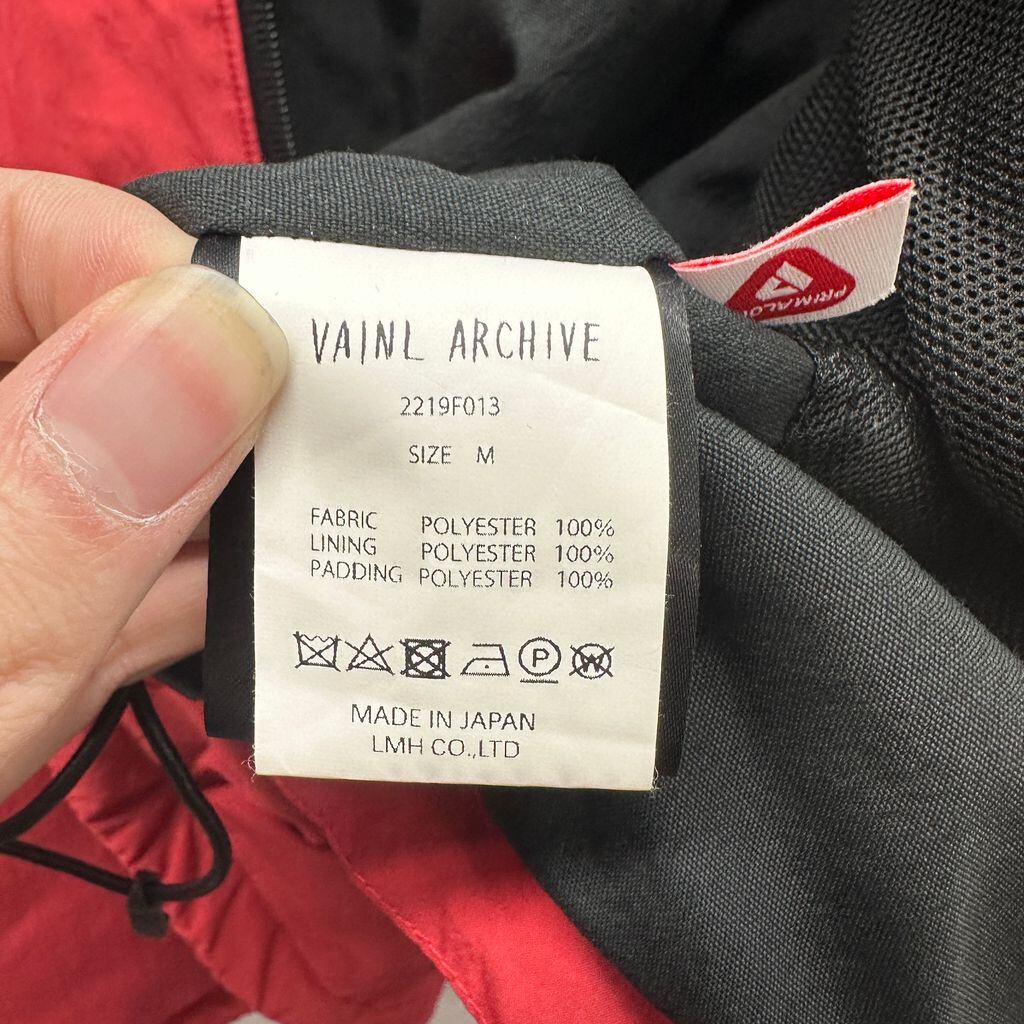 VAINL ARCHIVE
2219F013
SIZE M
FABRIC POLYESTER 100%
LINING POLYESTER 100%
PADDING POLYESTER 100%
P
W
MADE IN JAPAN
LMH CO.,LTD